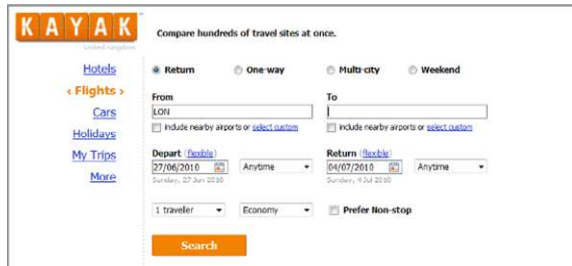 KAYAK
United Kingdom
Compare hundreds of travel sites at once.
Hotels
‹ Flights ›
Cars
Holidays
My Trips
More
Return One-way Multi-city Weekend
From To
LON
include nearby airports or select custom include nearby airports or select custom
Depart (flexible) Return (flexible)
27/06/2010 Anytime 04/07/2010 Anytime
Sunday, 27 Jun 2010 Sunday, 4 Jul 2010
1 traveler Economy Prefer Non-stop
Search